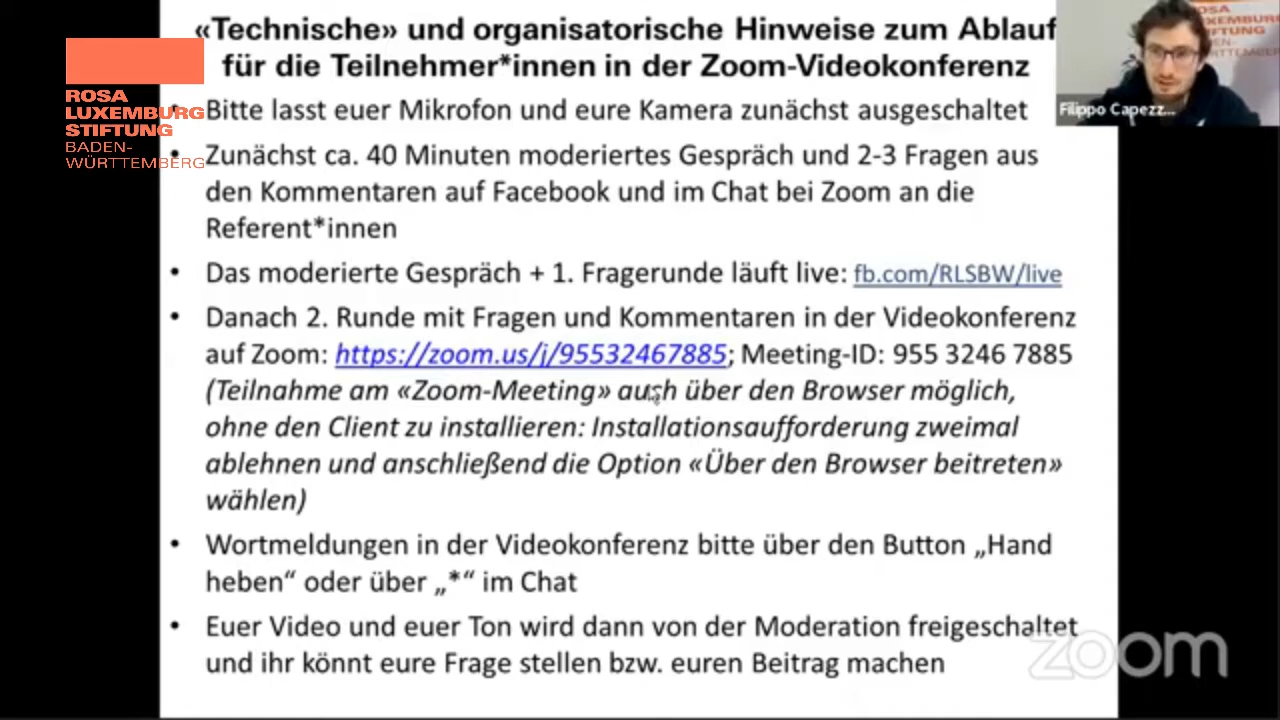 «Technische» und organisatorische Hinweise zum Ablauf
für die Teilnehmer*innen in der Zoom-Videokonferenz
ROSA
LUXEMBURG
STIFTUNG
BADEN-
WÜRTTEMBERG
Filippo Capezz...
• Bitte lasst euer Mikrofon und eure Kamera zunächst ausgeschaltet
• Zunächst ca. 40 Minuten moderiertes Gespräch und 2-3 Fragen aus
den Kommentaren auf Facebook und im Chat bei Zoom an die
Referent*innen
• Das moderierte Gespräch + 1. Fragerunde läuft live: fb.com/RLSBW/live
• Danach 2. Runde mit Fragen und Kommentaren in der Videokonferenz
auf Zoom: https://zoom.us/j/95532467885; Meeting-ID: 955 3246 7885
(Teilnahme am «Zoom-Meeting» auch über den Browser möglich,
ohne den Client zu installieren: Installationsaufforderung zweimal
ablehnen und anschließend die Option «Über den Browser beitreten»
wählen)
• Wortmeldungen in der Videokonferenz bitte über den Button „Hand
heben“ oder über „*“ im Chat
• Euer Video und euer Ton wird dann von der Moderation freigeschaltet
und ihr könnt eure Frage stellen bzw. euren Beitrag machen
zoom